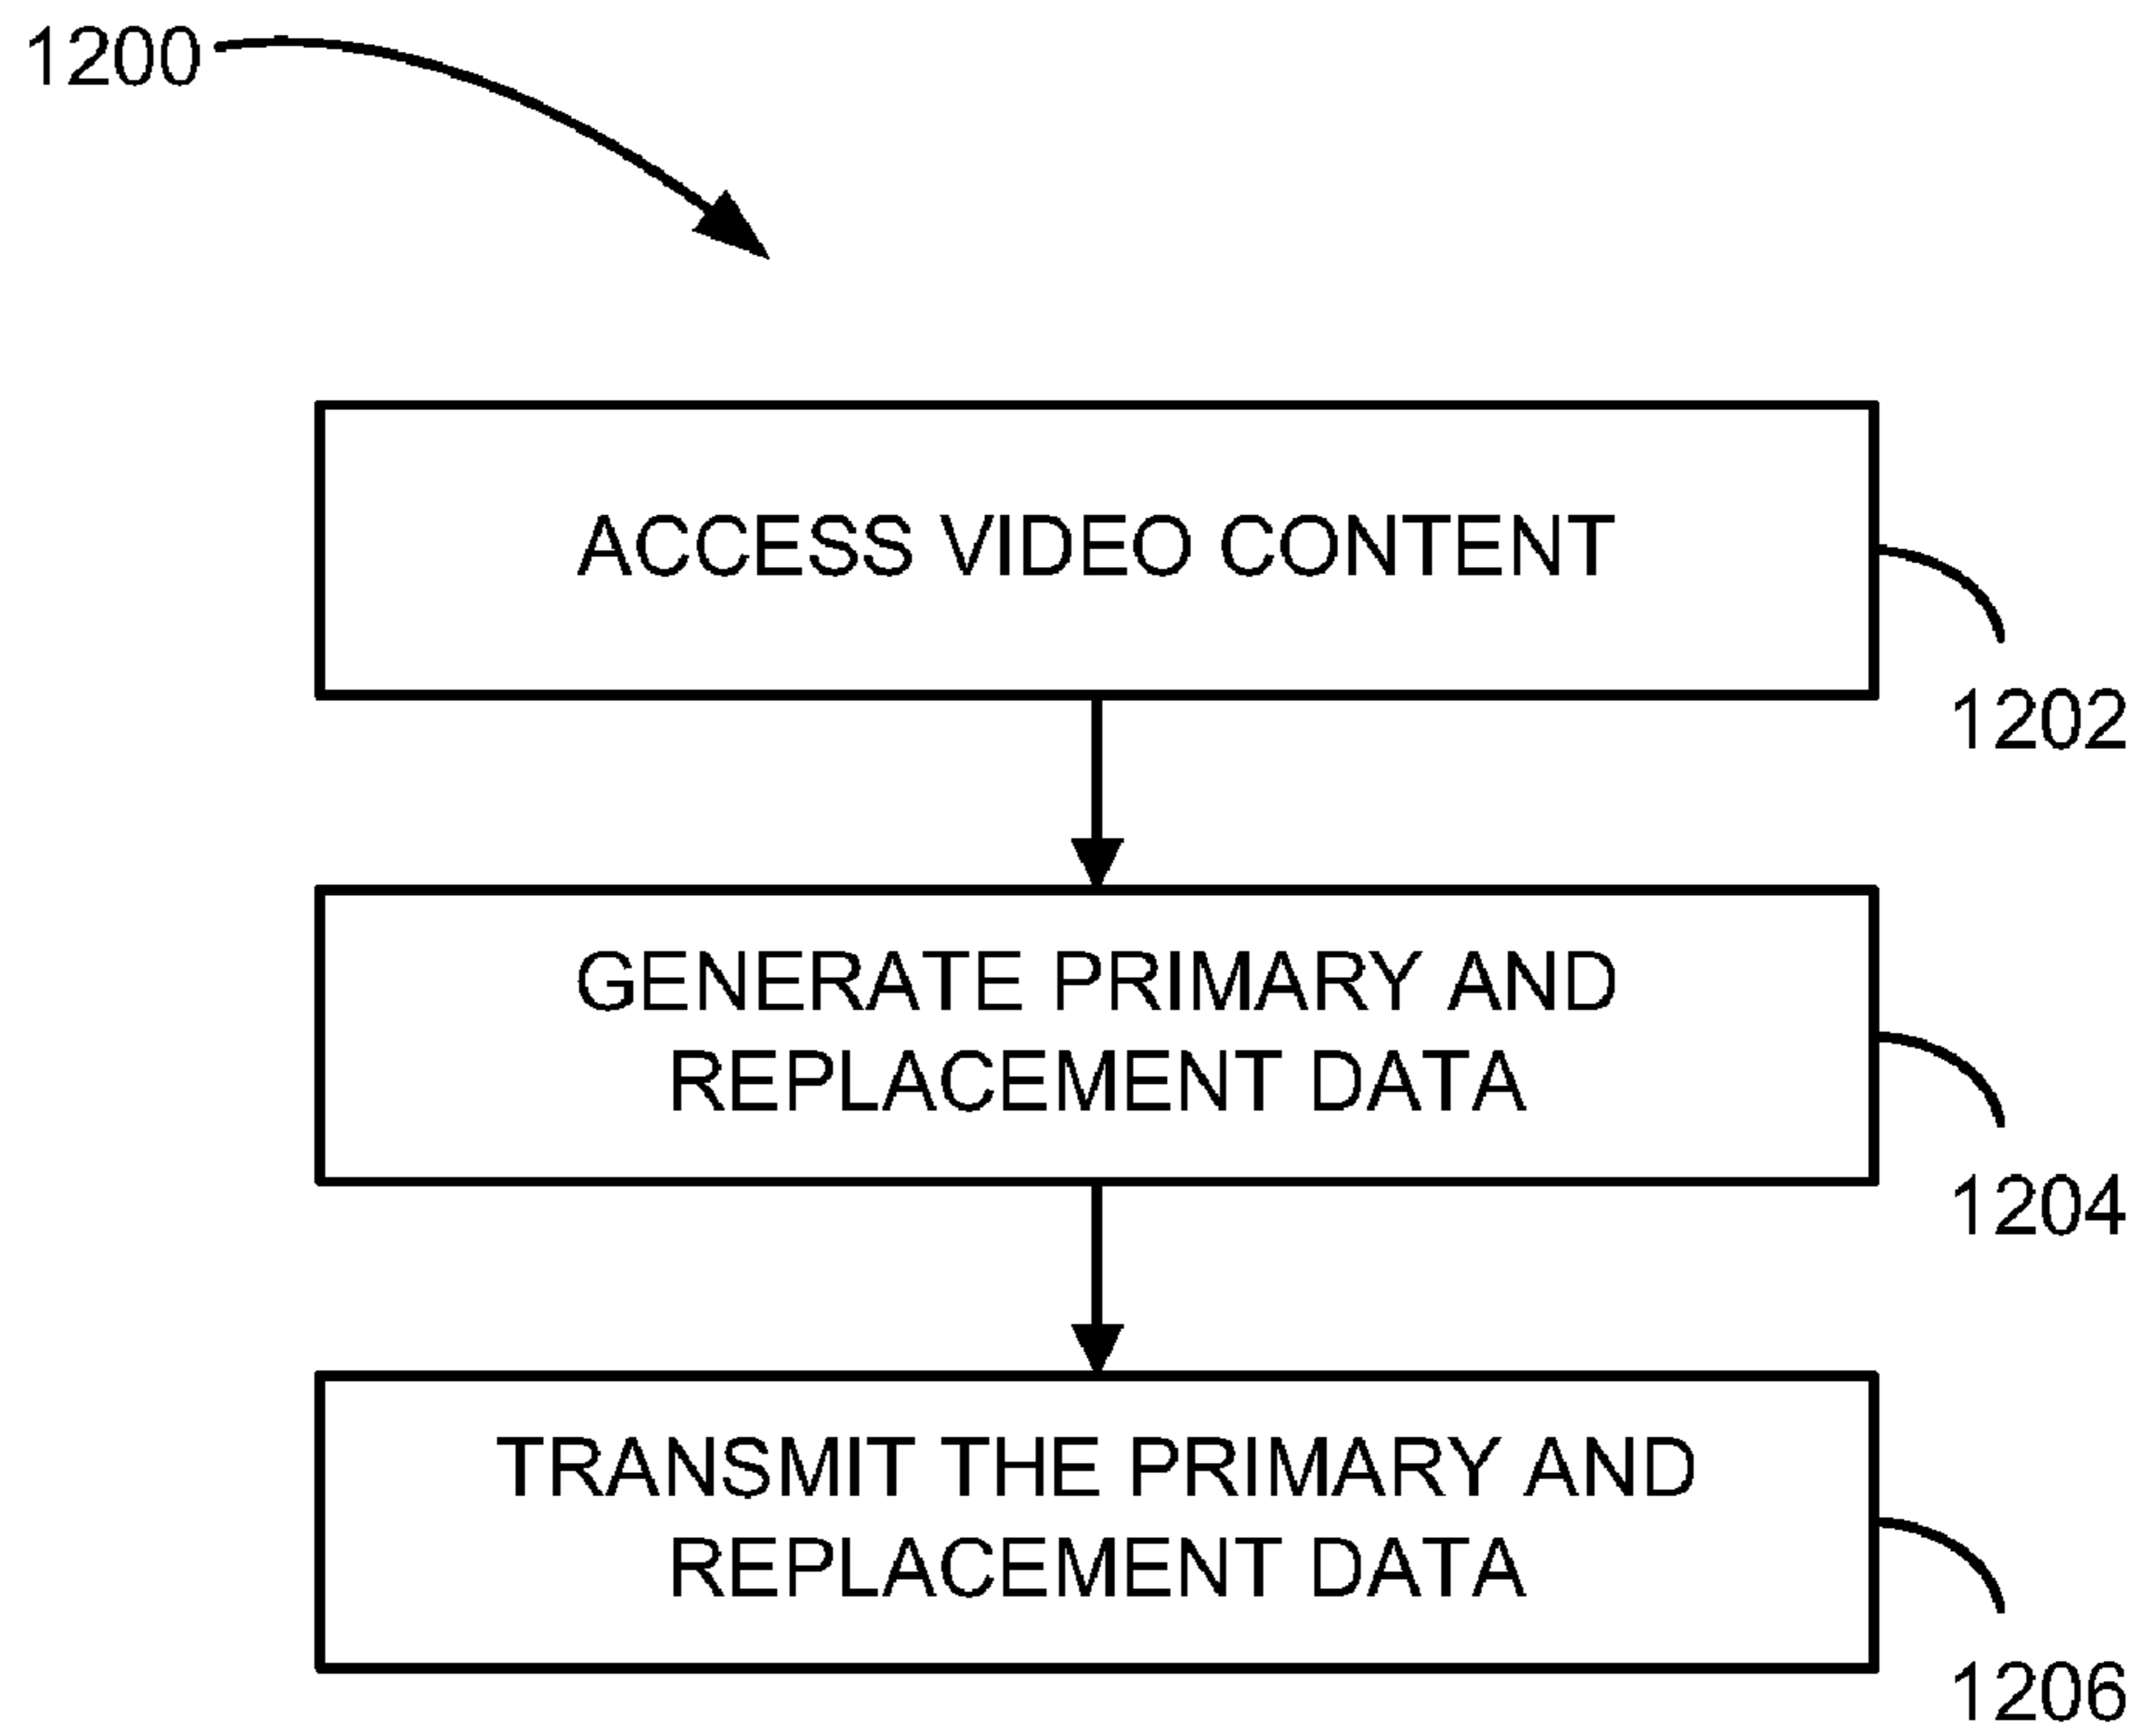 1200
ACCESS VIDEO CONTENT
1202
GENERATE PRIMARY AND
REPLACEMENT DATA
1204
TRANSMIT THE PRIMARY AND
REPLACEMENT DATA
1206